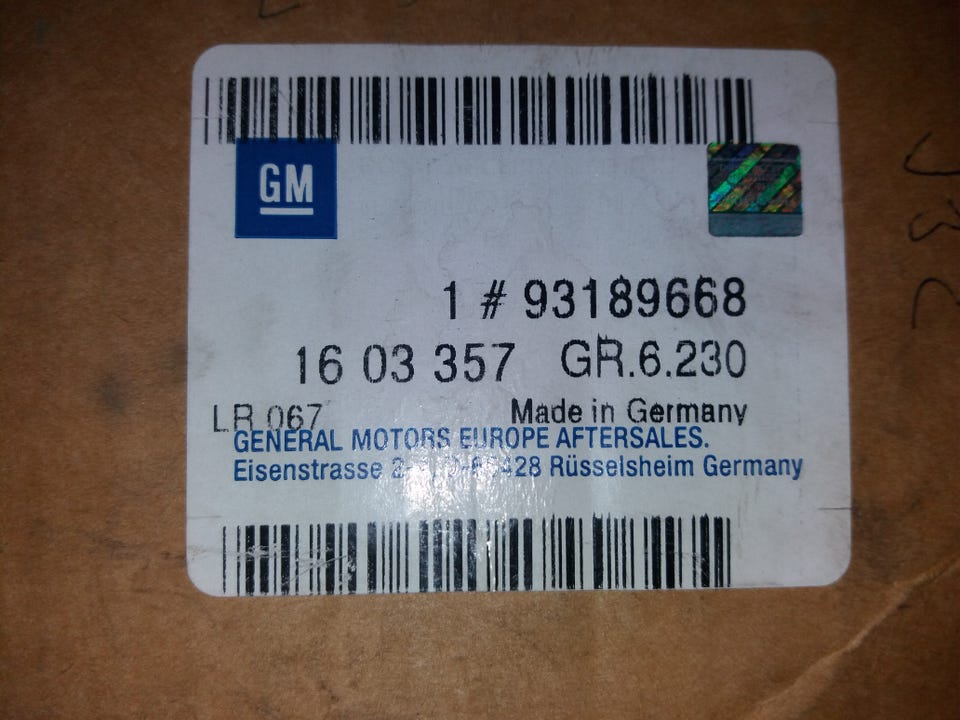 GM
1 # 93189668
16 03 357 GR.6.230
LR 067 Made in Germany
GENERAL MOTORS EUROPE AFTERSALES.
Eisenstrasse Rüsselsheim Germany